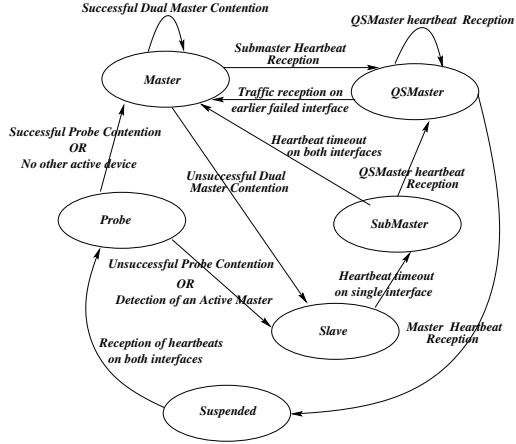 Successful Dual Master Contention
QSMaster heartbeat Reception
Submaster Heartbeat
Reception
Master
QSMaster
Traffic reception on
earlier failed interface
Successful Probe Contention
OR
No other active device
Heartbeat timeout
on both interfaces
Unsuccessful Dual
Master Contention
QSMaster heartbeat
Reception
Probe
SubMaster
Unsuccessful Probe Contention
OR
Detection of an Active Master
Heartbeat timeout
on single interface
Slave
Master Heartbeat
Reception
Reception of heartbeats
on both interfaces
Suspended